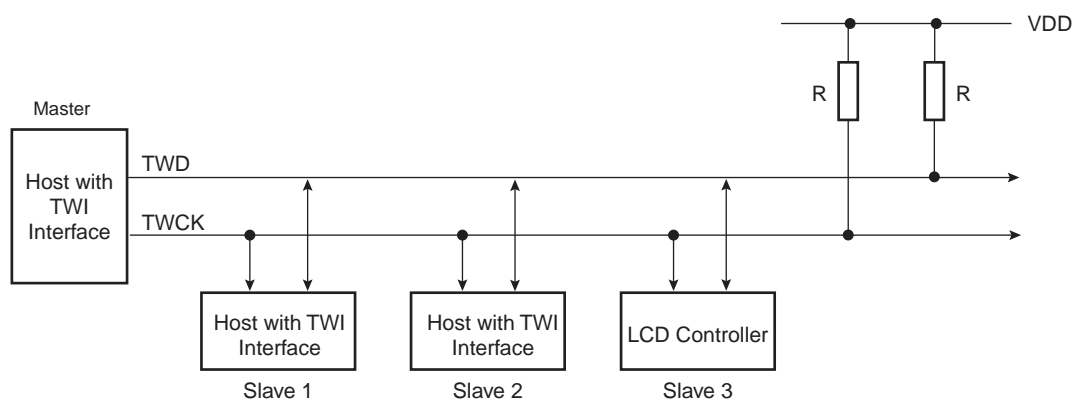 VDD
R
R
Master
Host with
TWI
Interface
TWD
TWCK
Host with TWI
Interface
Slave 1
Host with TWI
Interface
Slave 2
LCD Controller
Slave 3